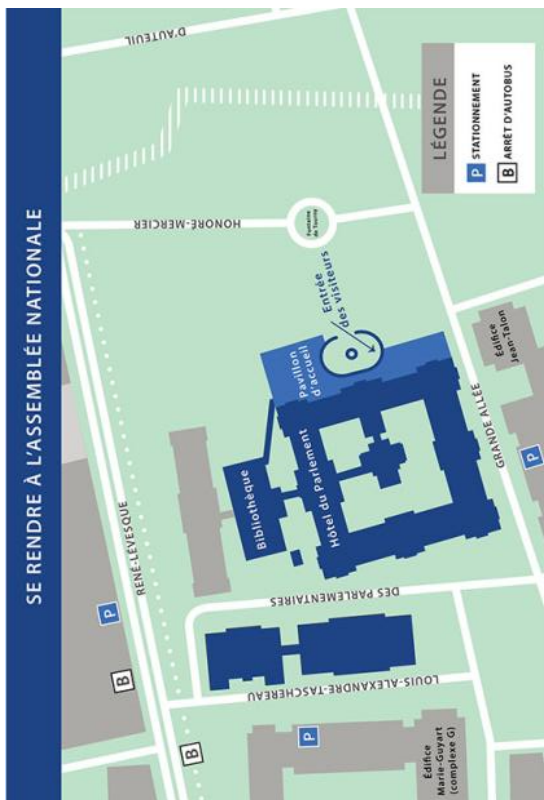 SE RENDRE À L'ASSEMBLÉE NATIONALE
D'AUTEUIL
HONORÉ-MERCIER
RENÉ-LÉVESQUE
P
B
B
Fontaine
de Tourny
Entrée
des visiteurs
Pavillon
d'accueil
Bibliothèque
Hôtel du Parlement
DES PARLEMENTAIRES
LOUIS-ALEXANDRE-TASCHEREAU
GRANDE ALLÉE
Édifice
Jean-Talon
P
P
Édifice
Marie-Guyart
(complexe G)
LÉGENDE
P STATIONNEMENT
B ARRÊT D'AUTOBUS